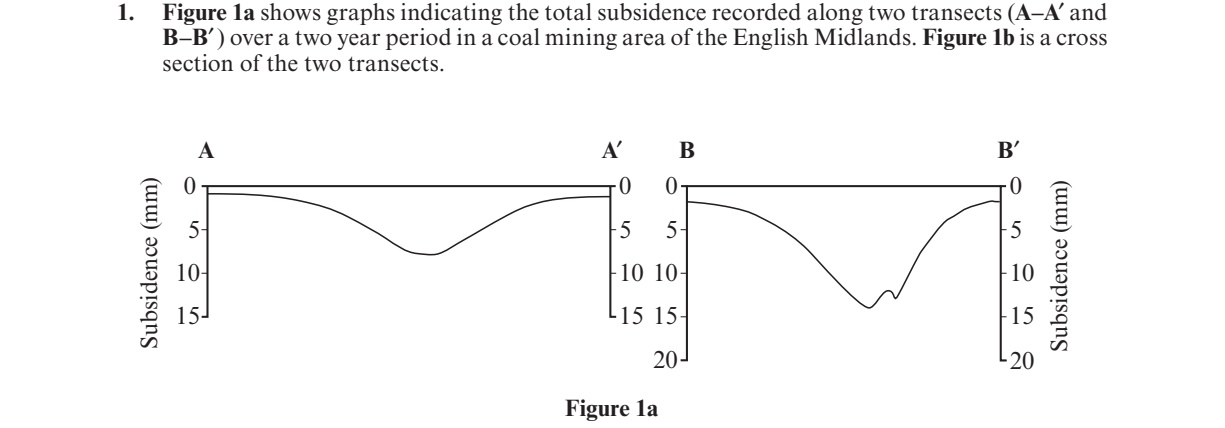 1. Figure 1a shows graphs indicating the total subsidence recorded along two transects (A–A′ and
B–B′) over a two year period in a coal mining area of the English Midlands. Figure 1b is a cross
section of the two transects.
A A′ B B′
0 0 0 0
5 5 5 5
10 10 10 10
15 15 15 15
20 20
Subsidence (mm)
Subsidence (mm)
Figure 1a